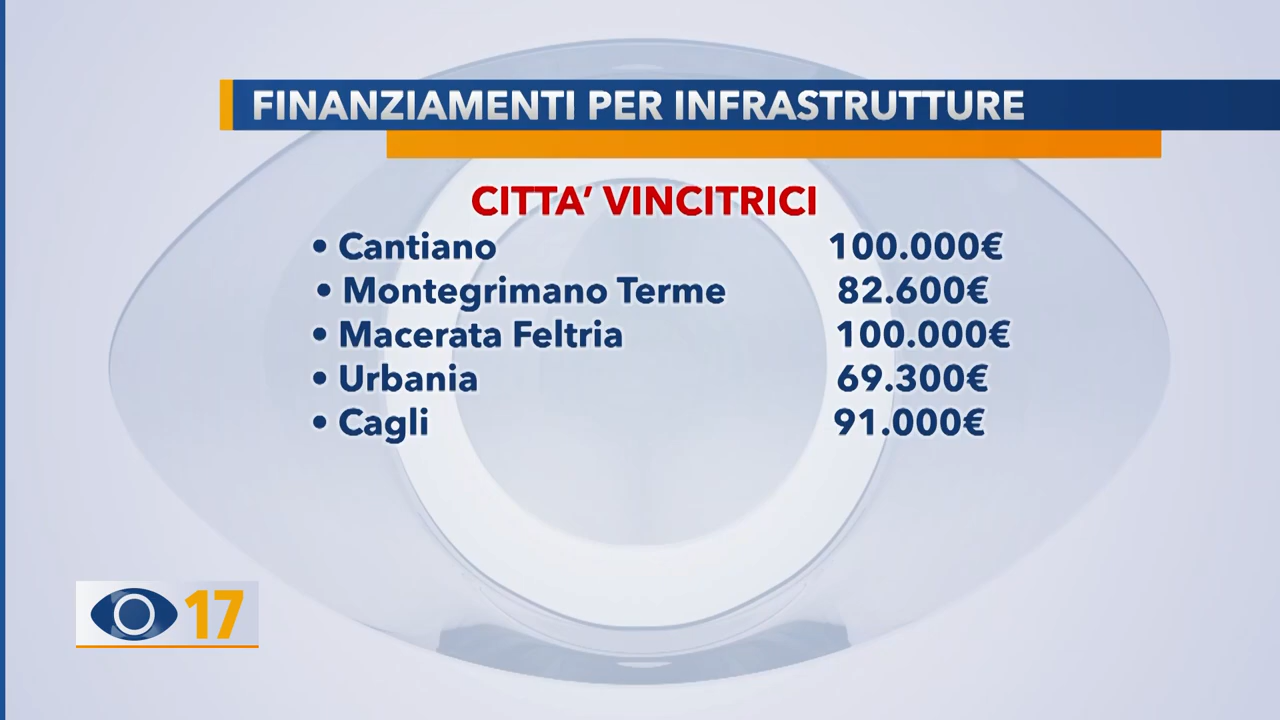 FINANZIAMENTI PER INFRASTRUTTURE
CITTA’ VINCITRICI
• Cantiano 100.000€
• Montegrimano Terme 82.600€
• Macerata Feltria 100.000€
• Urbania 69.300€
• Cagli 91.000€
17